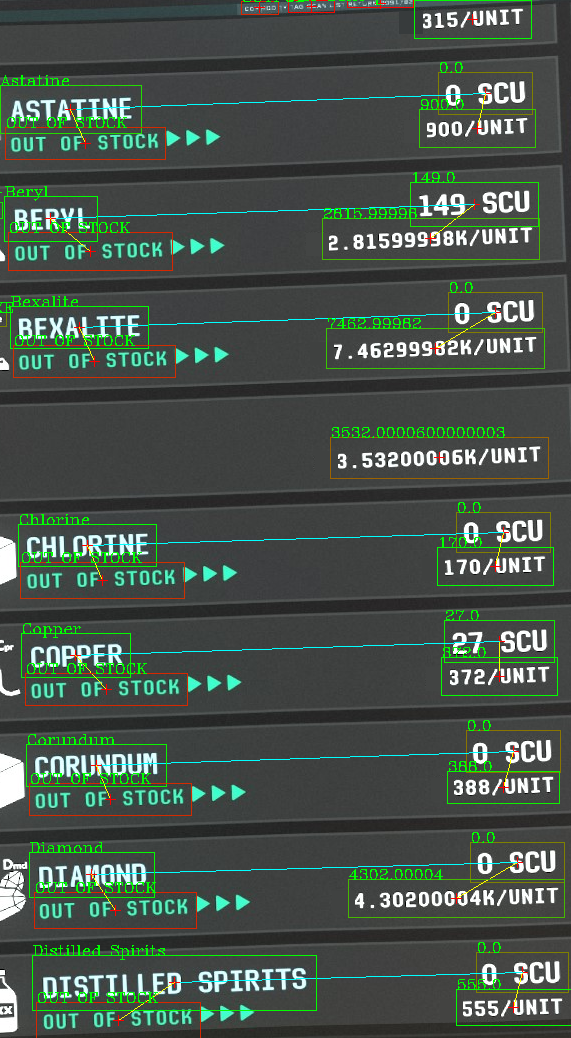 315/UNIT
Astatine
0.0
ASTATINE
0 SCU
900.0
OUT OF STOCK
OUT OF STOCK
900/UNIT
Beryl
149.0
BERYL
149 SCU
2815.99998
OUT OF STOCK
OUT OF STOCK
2.81599998K/UNIT
Bexalite
0.0
BEXALITE
0 SCU
7462.99982
OUT OF STOCK
OUT OF STOCK
7.46299982K/UNIT
3532.0000600000003
3.53200006K/UNIT
Chlorine
0.0
CHLORINE
0 SCU
170.0
OUT OF STOCK
OUT OF STOCK
170/UNIT
Copper
27.0
Cpr
COPPER
27 SCU
372.0
OUT OF STOCK
OUT OF STOCK
372/UNIT
Corundum
0.0
CORUNDUM
0 SCU
388.0
OUT OF STOCK
OUT OF STOCK
388/UNIT
Diamond
0.0
Dmd
DIAMOND
0 SCU
4302.00004
OUT OF STOCK
OUT OF STOCK
4.30200004K/UNIT
Distilled Spirits
0.0
DISTILLED SPIRITS
0 SCU
555.0
OUT OF STOCK
OUT OF STOCK
555/UNIT